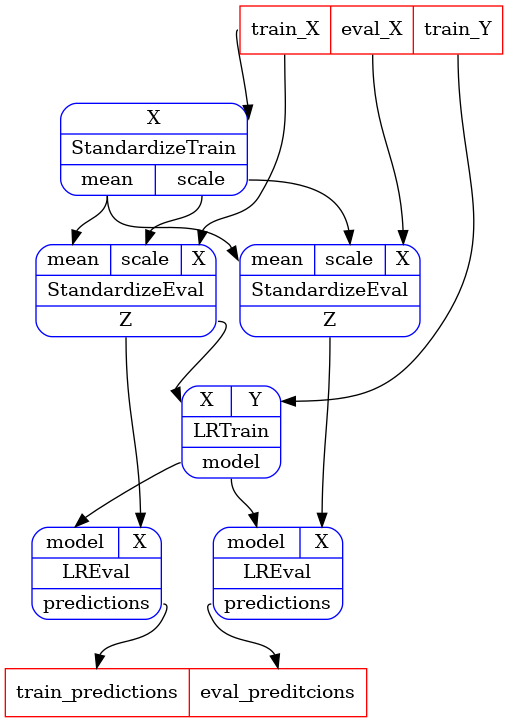 train_X eval_X train_Y
X
StandardizeTrain
mean scale
mean scale X
StandardizeEval
Z
mean scale X
StandardizeEval
Z
X Y
LRTrain
model
model X
LREval
predictions
model X
LREval
predictions
train_predictions eval_preditcions